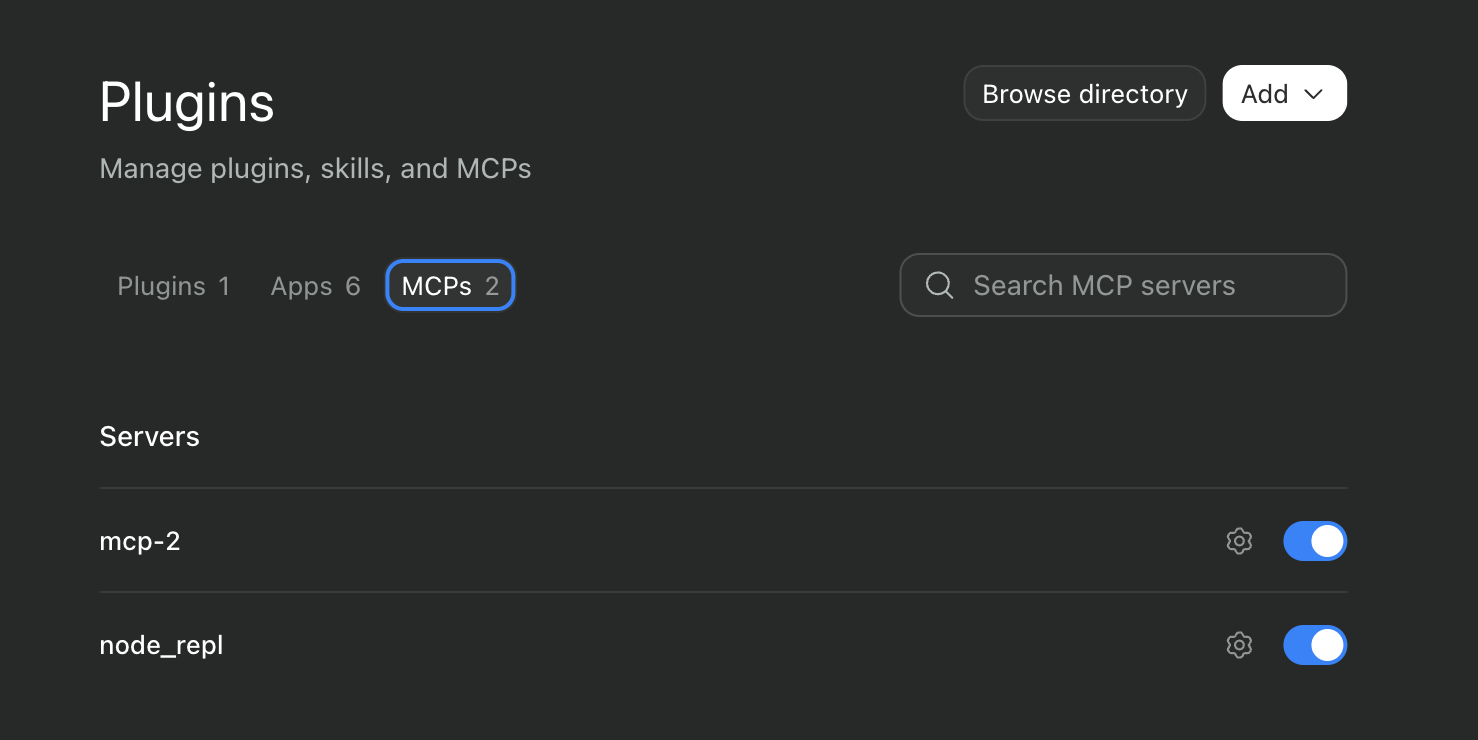 Plugins
Browse directory
Add
Manage plugins, skills, and MCPs
Plugins 1
Apps 6
MCPs 2
Search MCP servers
Servers
mcp-2
node_repl